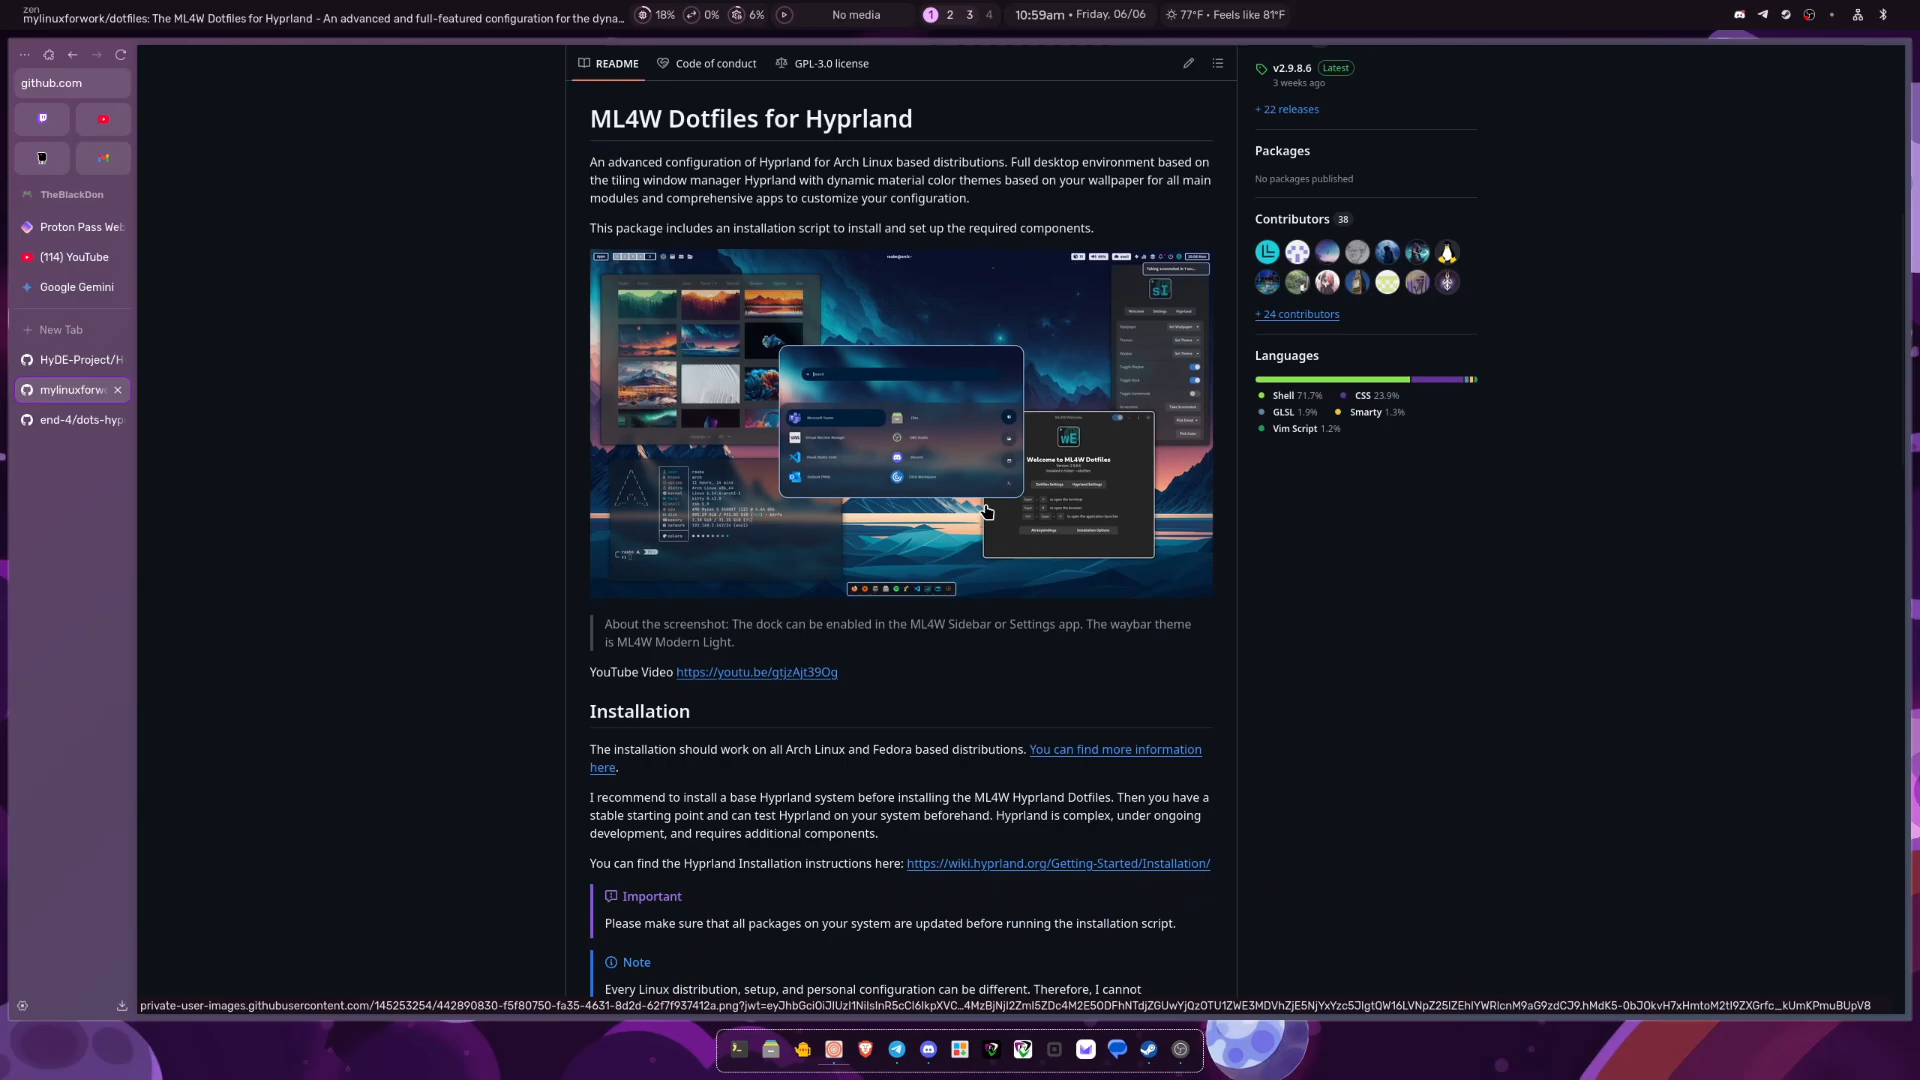 zen
mylinuxforwork/dotfiles: The ML4W Dotfiles for Hyprland - An advanced and full-featured configuration for the dyna...
18%
0%
6%
No media
1
2
3
4
10:59am • Friday, 06/06
77°F · Feels like 81°F
github.com
TheBlackDon
Proton Pass Web
(114) YouTube
Google Gemini
New Tab
HyDE-Project/H
mylinuxforwo
end-4/dots-hyp
README
Code of conduct
GPL-3.0 license
ML4W Dotfiles for Hyprland
An advanced configuration of Hyprland for Arch Linux based distributions. Full desktop environment based on
the tiling window manager Hyprland with dynamic material color themes based on your wallpaper for all main
modules and comprehensive apps to customize your configuration.
This package includes an installation script to install and set up the required components.
Welcome to ML4W Dotfiles
About the screenshot: The dock can be enabled in the ML4W Sidebar or Settings app. The waybar theme
is ML4W Modern Light.
YouTube Video https://youtu.be/gtjzAjt39Og
Installation
The installation should work on all Arch Linux and Fedora based distributions. You can find more information
here.
I recommend to install a base Hyprland system before installing the ML4W Hyprland Dotfiles. Then you have a
stable starting point and can test Hyprland on your system beforehand. Hyprland is complex, under ongoing
development, and requires additional components.
You can find the Hyprland Installation instructions here: https://wiki.hyprland.org/Getting-Started/Installation/
Important
Please make sure that all packages on your system are updated before running the installation script.
Note
Every Linux distribution, setup, and personal configuration can be different. Therefore, I cannot
v2.9.8.6
Latest
3 weeks ago
+ 22 releases
Packages
No packages published
Contributors 38
+ 24 contributors
Languages
Shell 71.7%
CSS 23.9%
GLSL 1.9%
Smarty 1.3%
Vim Script 1.2%